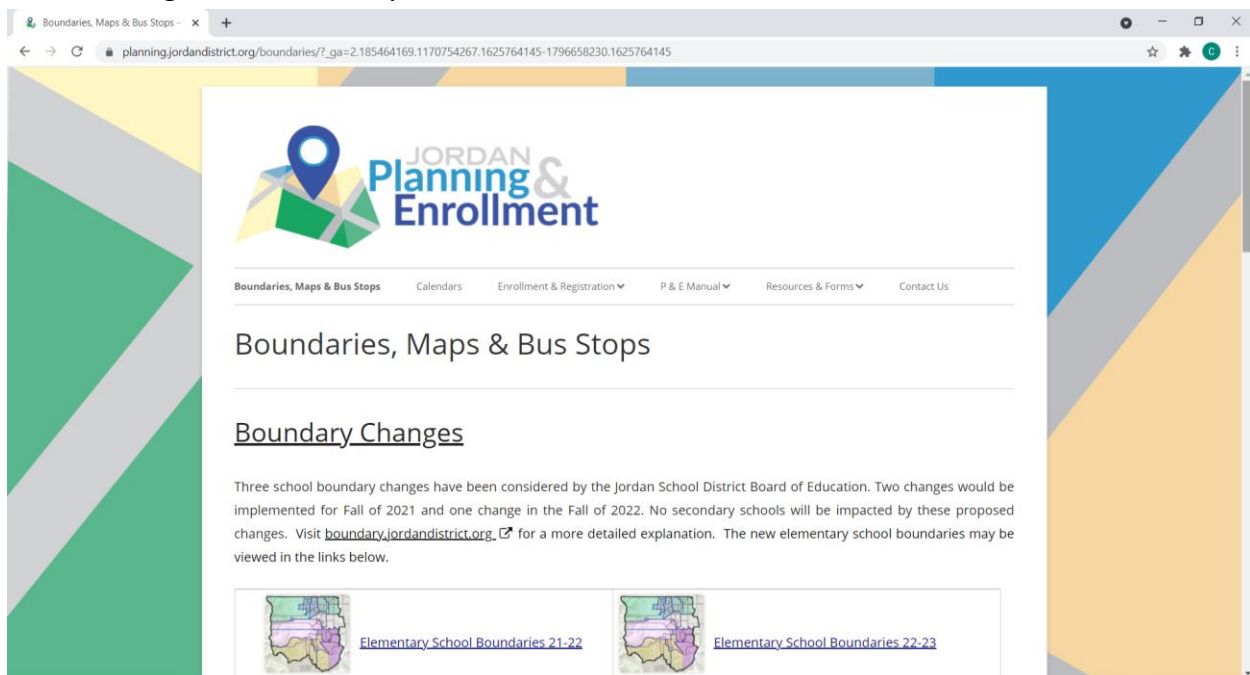 Boundaries, Maps & Bus Stops –
planning.jordandistrict.org/boundaries/?_ga=2.185464169.1170754267.1625764145-1796658230.1625764145
C
JORDAN
Planning &
Enrollment
Boundaries, Maps & Bus Stops Calendars Enrollment & Registration P & E Manual Resources & Forms Contact Us
Boundaries, Maps & Bus Stops
Boundary Changes
Three school boundary changes have been considered by the Jordan School District Board of Education. Two changes would be
implemented for Fall of 2021 and one change in the Fall of 2022. No secondary schools will be impacted by these proposed
changes. Visit boundary.jordandistrict.org for a more detailed explanation. The new elementary school boundaries may be
viewed in the links below.
Elementary School Boundaries 21-22 Elementary School Boundaries 22-23